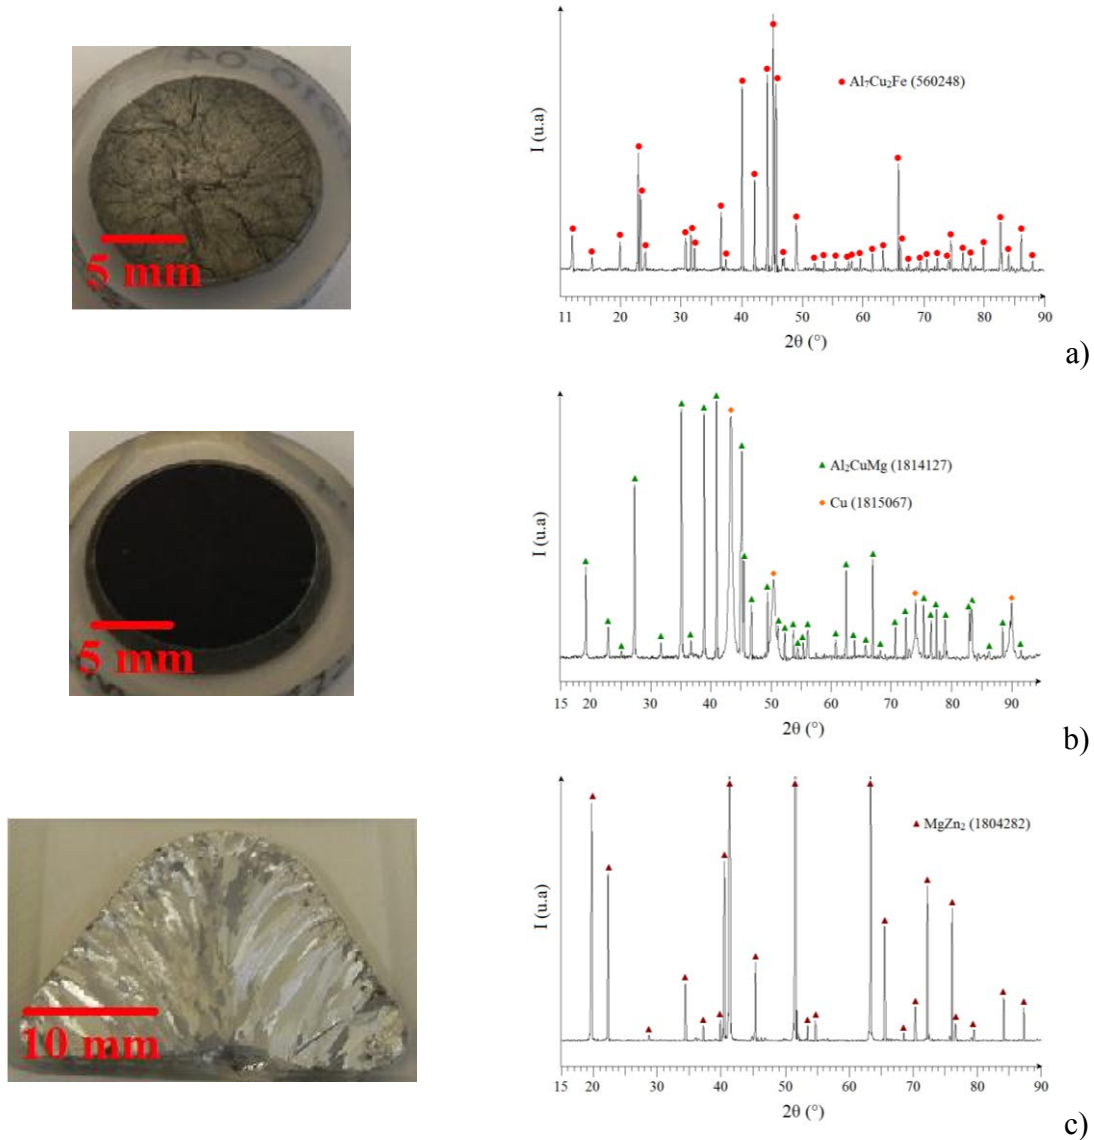 5 mm
I (u.a)
Al₇Cu₂Fe (560248)
11 20 30 40 50 60 70 80 90
2θ (°)
a)
5 mm
I (u.a)
Al₂CuMg (1814127)
Cu (1815067)
15 20 30 40 50 60 70 80 90
2θ (°)
b)
10 mm
I (u.a)
MgZn₂ (1804282)
15 20 30 40 50 60 70 80 90
2θ (°)
c)